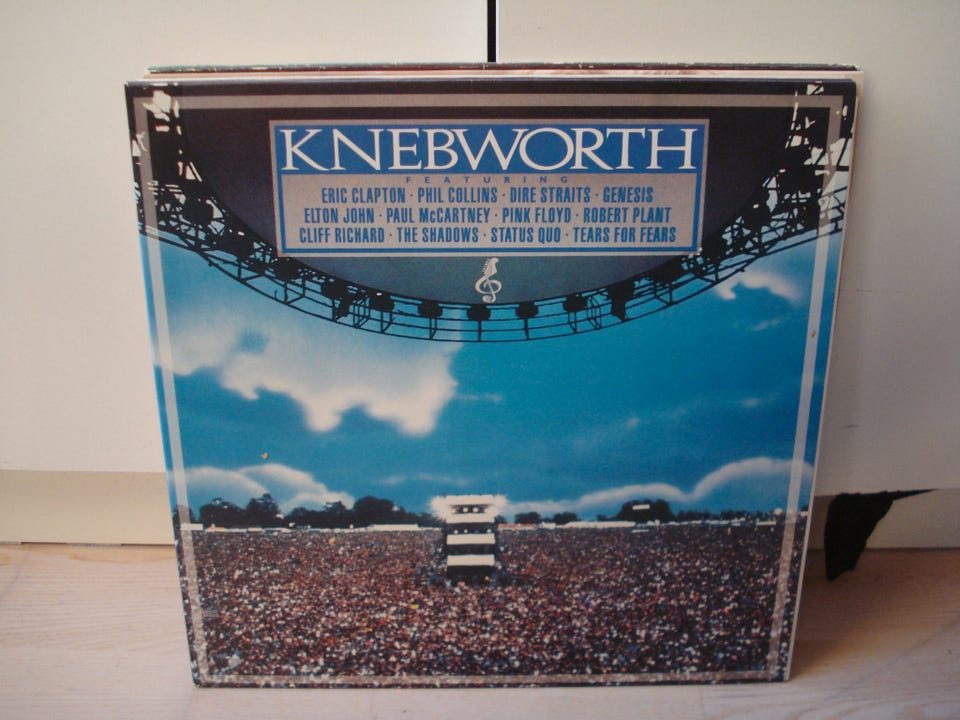 KNEBWORTH
FEATURING
ERIC CLAPTON · PHIL COLLINS · DIRE STRAITS · GENESIS
ELTON JOHN · PAUL McCARTNEY · PINK FLOYD · ROBERT PLANT
CLIFF RICHARD · THE SHADOWS · STATUS QUO · TEARS FOR FEARS